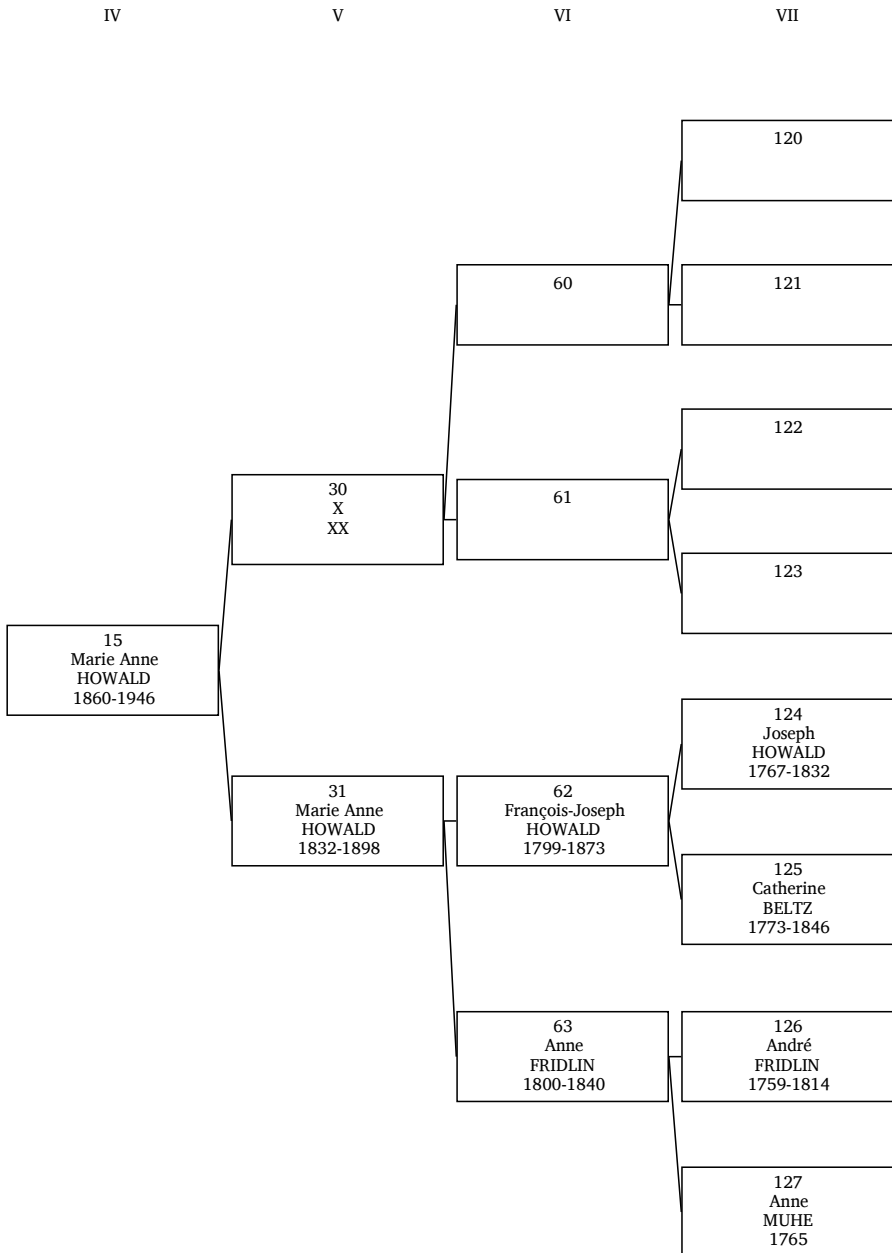 IV V VI VII
120
60
121
122
30
X
XX
61
123
15
Marie Anne
HOWALD
1860-1946
124
Joseph
HOWALD
1767-1832
31
Marie Anne
HOWALD
1832-1898
62
François-Joseph
HOWALD
1799-1873
125
Catherine
BELTZ
1773-1846
63
Anne
FRIDLIN
1800-1840
126
André
FRIDLIN
1759-1814
127
Anne
MUHE
1765